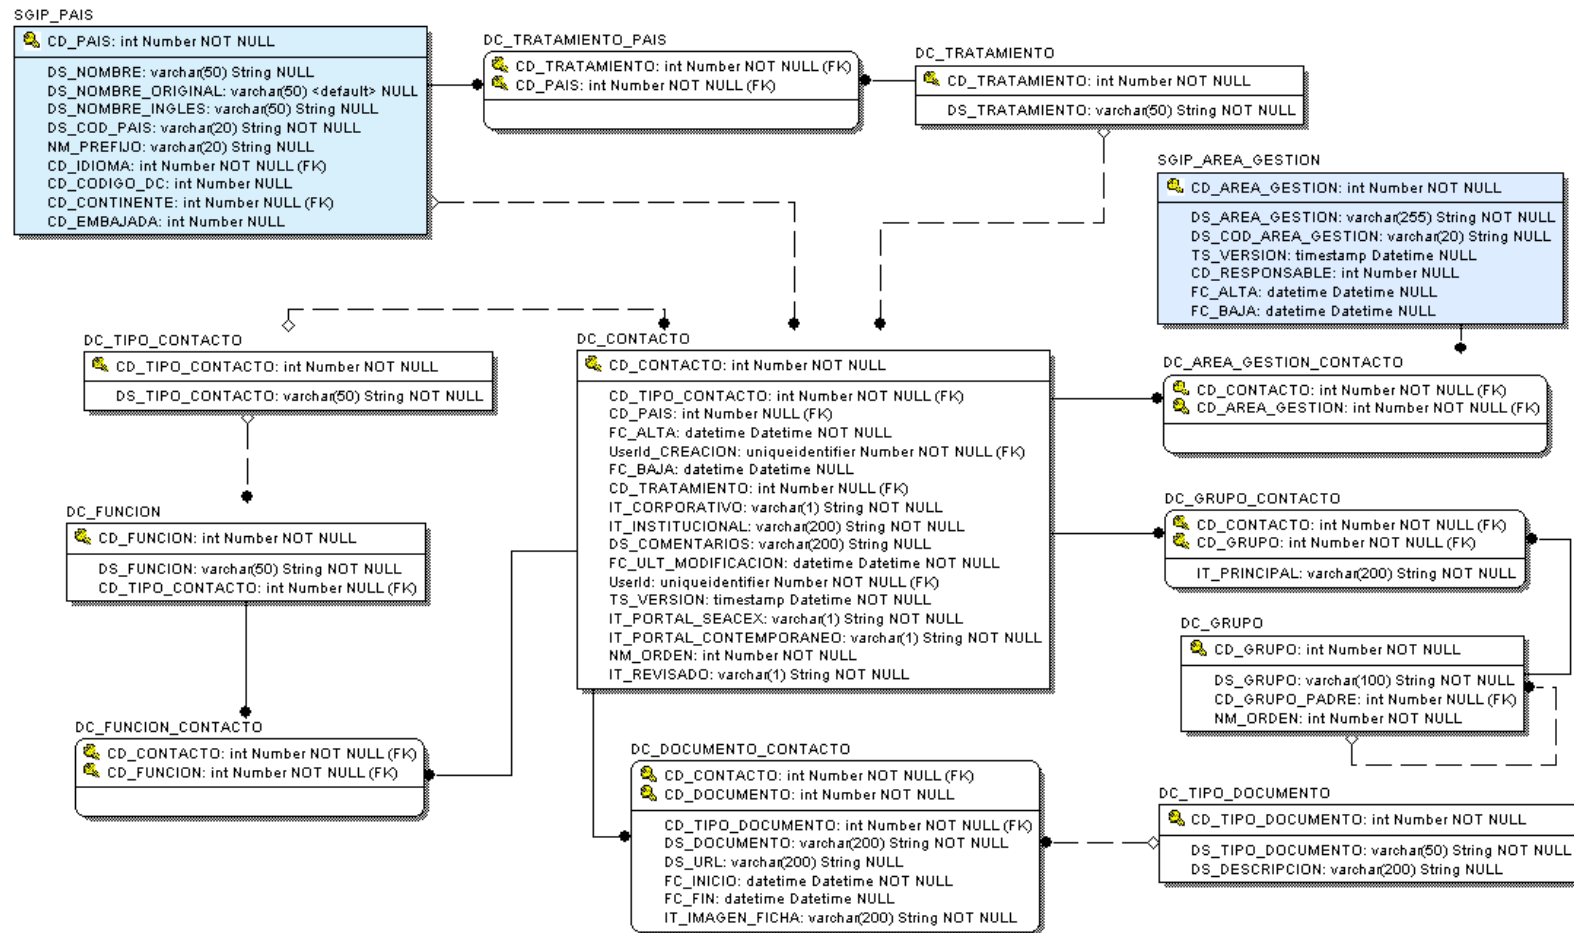 SGIP_PAIS
CD_PAIS: int Number NOT NULL
DS_NOMBRE: varchar(50) String NULL
DS_NOMBRE_ORIGINAL: varchar(50) <default> NULL
DS_NOMBRE_INGLES: varchar(50) String NULL
DS_COD_PAIS: varchar(20) String NOT NULL
NM_PREFIJO: varchar(20) String NULL
CD_IDIOMA: int Number NOT NULL (FK)
CD_CODIGO_DC: int Number NULL
CD_CONTINENTE: int Number NULL (FK)
CD_EMBAJADA: int Number NULL
DC_TRATAMIENTO_PAIS
CD_TRATAMIENTO: int Number NOT NULL (FK)
CD_PAIS: int Number NOT NULL (FK)
DC_TRATAMIENTO
CD_TRATAMIENTO: int Number NOT NULL
DS_TRATAMIENTO: varchar(50) String NOT NULL
SGIP_AREA_GESTION
CD_AREA_GESTION: int Number NOT NULL
DS_AREA_GESTION: varchar(255) String NOT NULL
DS_COD_AREA_GESTION: varchar(20) String NULL
TS_VERSION: timestamp Datetime NULL
CD_RESPONSABLE: int Number NULL
FC_ALTA: datetime Datetime NULL
FC_BAJA: datetime Datetime NULL
DC_TIPO_CONTACTO
CD_TIPO_CONTACTO: int Number NOT NULL
DS_TIPO_CONTACTO: varchar(50) String NOT NULL
DC_CONTACTO
CD_CONTACTO: int Number NOT NULL
CD_TIPO_CONTACTO: int Number NOT NULL (FK)
CD_PAIS: int Number NULL (FK)
FC_ALTA: datetime Datetime NOT NULL
UserId_CREACION: uniqueidentifier Number NOT NULL (FK)
FC_BAJA: datetime Datetime NULL
CD_TRATAMIENTO: int Number NULL (FK)
IT_CORPORATIVO: varchar(1) String NOT NULL
IT_INSTITUCIONAL: varchar(200) String NOT NULL
DS_COMENTARIOS: varchar(200) String NULL
FC_ULT_MODIFICACION: datetime Datetime NOT NULL
UserId: uniqueidentifier Number NOT NULL (FK)
TS_VERSION: timestamp Datetime NOT NULL
IT_PORTAL_SEACEX: varchar(1) String NOT NULL
IT_PORTAL_CONTEMPORANEO: varchar(1) String NOT NULL
NM_ORDEN: int Number NOT NULL
IT_REVISADO: varchar(1) String NOT NULL
DC_AREA_GESTION_CONTACTO
CD_CONTACTO: int Number NOT NULL (FK)
CD_AREA_GESTION: int Number NOT NULL (FK)
DC_GRUPO_CONTACTO
CD_CONTACTO: int Number NOT NULL (FK)
CD_GRUPO: int Number NOT NULL (FK)
IT_PRINCIPAL: varchar(200) String NOT NULL
DC_FUNCION
CD_FUNCION: int Number NOT NULL
DS_FUNCION: varchar(50) String NOT NULL
CD_TIPO_CONTACTO: int Number NULL (FK)
DC_GRUPO
CD_GRUPO: int Number NOT NULL
DS_GRUPO: varchar(100) String NOT NULL
CD_GRUPO_PADRE: int Number NULL (FK)
NM_ORDEN: int Number NOT NULL
DC_FUNCION_CONTACTO
CD_CONTACTO: int Number NOT NULL (FK)
CD_FUNCION: int Number NOT NULL (FK)
DC_DOCUMENTO_CONTACTO
CD_CONTACTO: int Number NOT NULL (FK)
CD_DOCUMENTO: int Number NOT NULL
CD_TIPO_DOCUMENTO: int Number NOT NULL (FK)
DS_DOCUMENTO: varchar(200) String NOT NULL
DS_URL: varchar(200) String NULL
FC_INICIO: datetime Datetime NOT NULL
FC_FIN: datetime Datetime NULL
IT_IMAGEN_FICHA: varchar(200) String NOT NULL
DC_TIPO_DOCUMENTO
CD_TIPO_DOCUMENTO: int Number NOT NULL
DS_TIPO_DOCUMENTO: varchar(50) String NOT NULL
DS_DESCRIPCION: varchar(200) String NULL